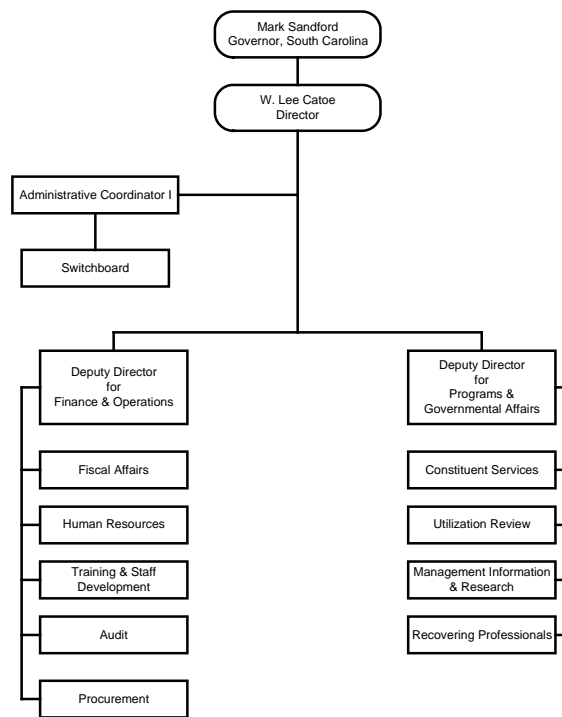 Mark Sandford
Governor, South Carolina
W. Lee Catoe
Director
Administrative Coordinator I
Switchboard
Deputy Director
for
Finance & Operations
Fiscal Affairs
Human Resources
Training & Staff
Development
Audit
Procurement
Deputy Director
for
Programs &
Governmental Affairs
Constituent Services
Utilization Review
Management Information
& Research
Recovering Professionals